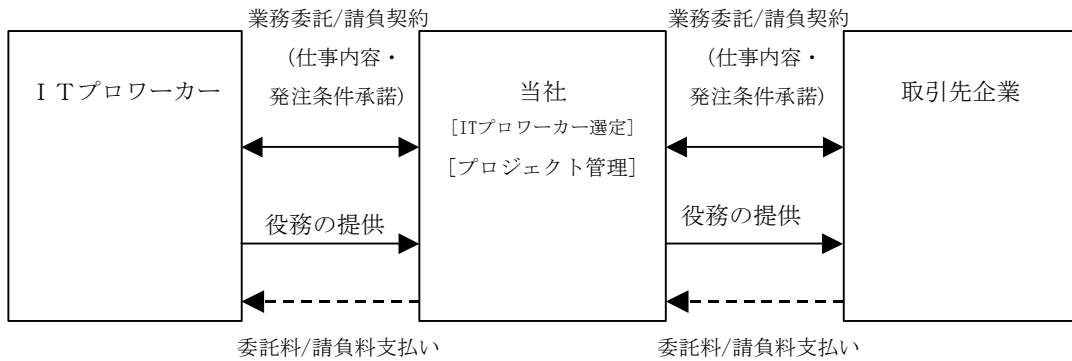 業務委託/請負契約
(仕事内容・
発注条件承諾)
業務委託/請負契約
(仕事内容・
発注条件承諾)
ＩＴプロワーカー
当社
[ITプロワーカー選定]
[プロジェクト管理]
取引先企業
役務の提供
役務の提供
委託料/請負料支払い
委託料/請負料支払い